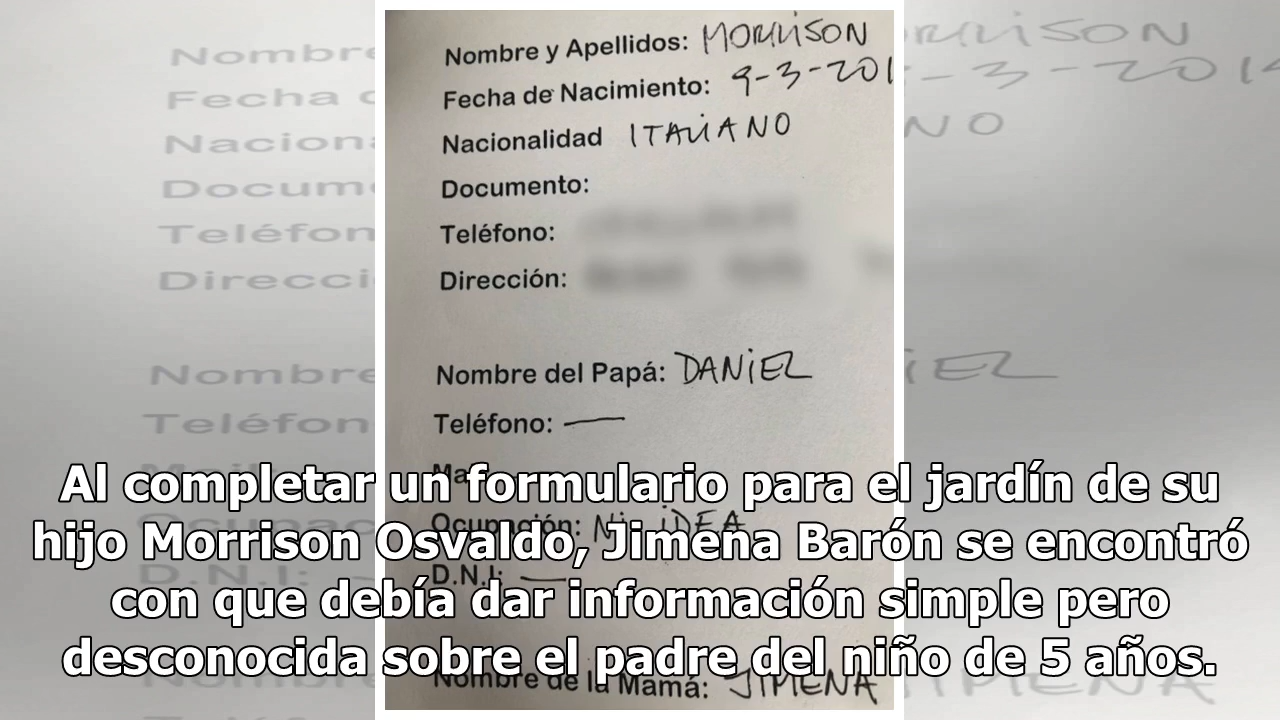 Nombre y Apellidos: MORRISON
Fecha de Nacimiento: 9-3-201
Nacionalidad ITALIANO
Documento:
Teléfono:
Dirección:
Nombre del Papá: DANIEL
Teléfono: —
Ocupación: NI IDEA
D.N.I: —
Nombre de la Mamá: JIMENA
Al completar un formulario para el jardín de su
hijo Morrison Osvaldo, Jimena Barón se encontró
con que debía dar información simple pero
desconocida sobre el padre del niño de 5 años.